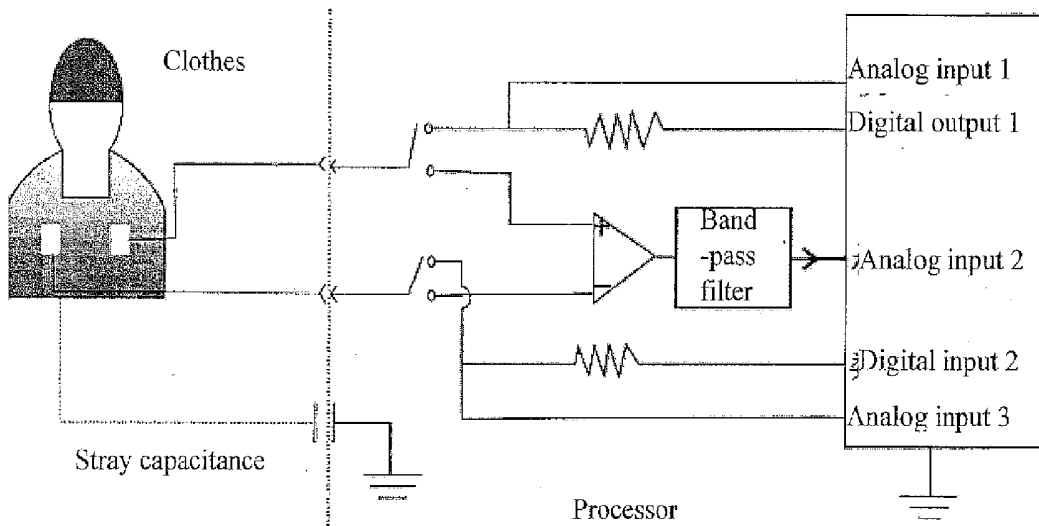 Clothes
Analog input 1
Digital output 1
Band
-pass
filter
Analog input 2
Digital input 2
Analog input 3
Stray capacitance
Processor